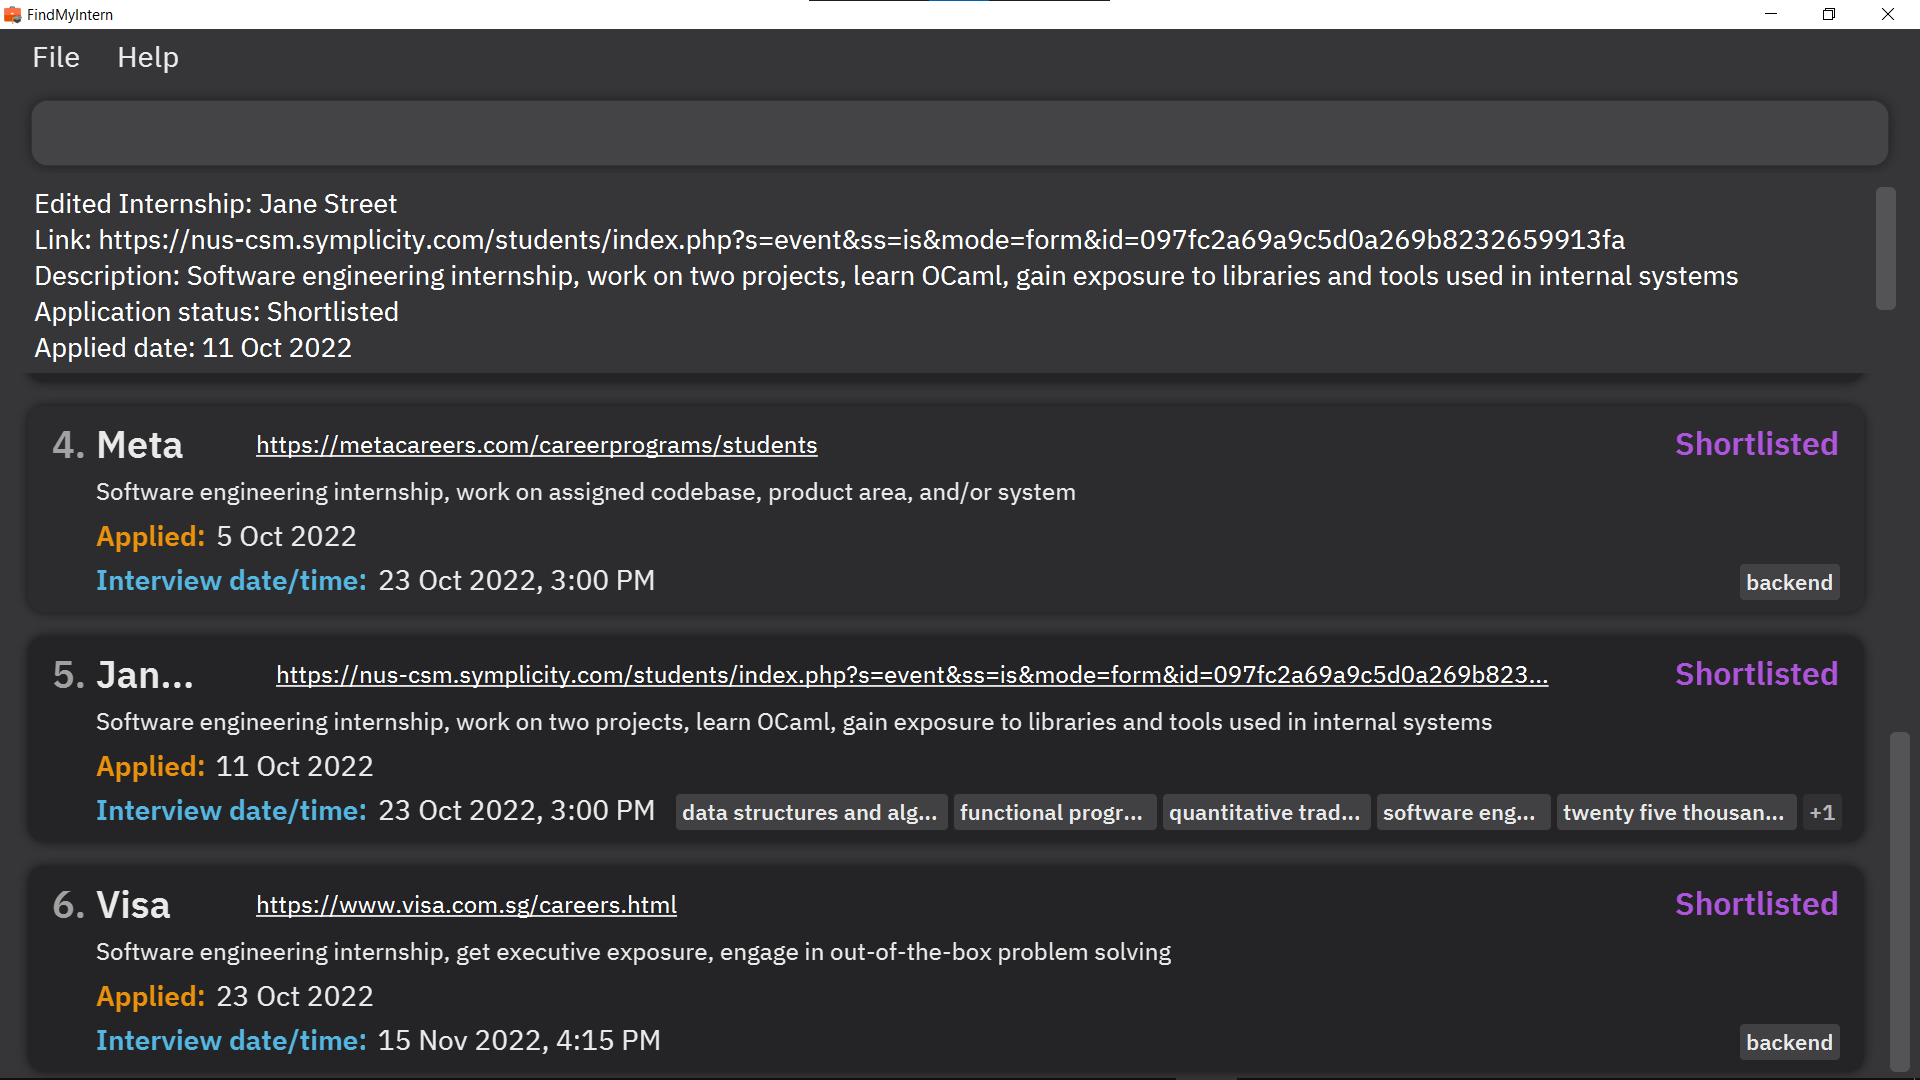 FindMyIntern
File Help
Edited Internship: Jane Street
Link: https://nus-csm.symplicity.com/students/index.php?s=event&ss=is&mode=form&id=097fc2a69a9c5d0a269b8232659913fa
Description: Software engineering internship, work on two projects, learn OCaml, gain exposure to libraries and tools used in internal systems
Application status: Shortlisted
Applied date: 11 Oct 2022
4. Meta https://metacareers.com/careerprograms/students Shortlisted
Software engineering internship, work on assigned codebase, product area, and/or system
Applied: 5 Oct 2022
Interview date/time: 23 Oct 2022, 3:00 PM backend
5. Jan... https://nus-csm.symplicity.com/students/index.php?s=event&ss=is&mode=form&id=097fc2a69a9c5d0a269b823... Shortlisted
Software engineering internship, work on two projects, learn OCaml, gain exposure to libraries and tools used in internal systems
Applied: 11 Oct 2022
Interview date/time: 23 Oct 2022, 3:00 PM data structures and alg... functional progr... quantitative trad... software eng... twenty five thousan... +1
6. Visa https://www.visa.com.sg/careers.html Shortlisted
Software engineering internship, get executive exposure, engage in out-of-the-box problem solving
Applied: 23 Oct 2022
Interview date/time: 15 Nov 2022, 4:15 PM backend